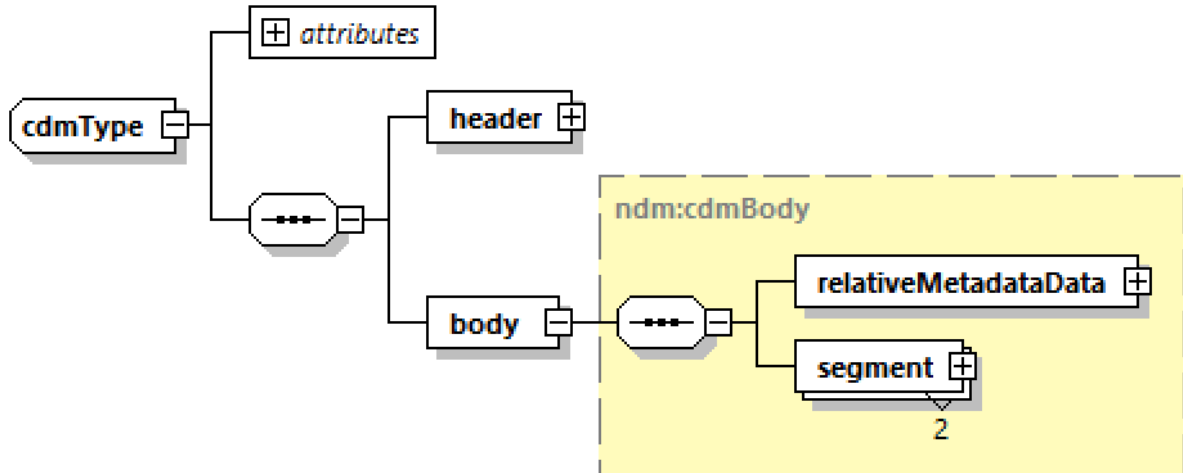 attributes
cdmType
header
ndm:cdmBody
relativeMetadataData
body
segment
2